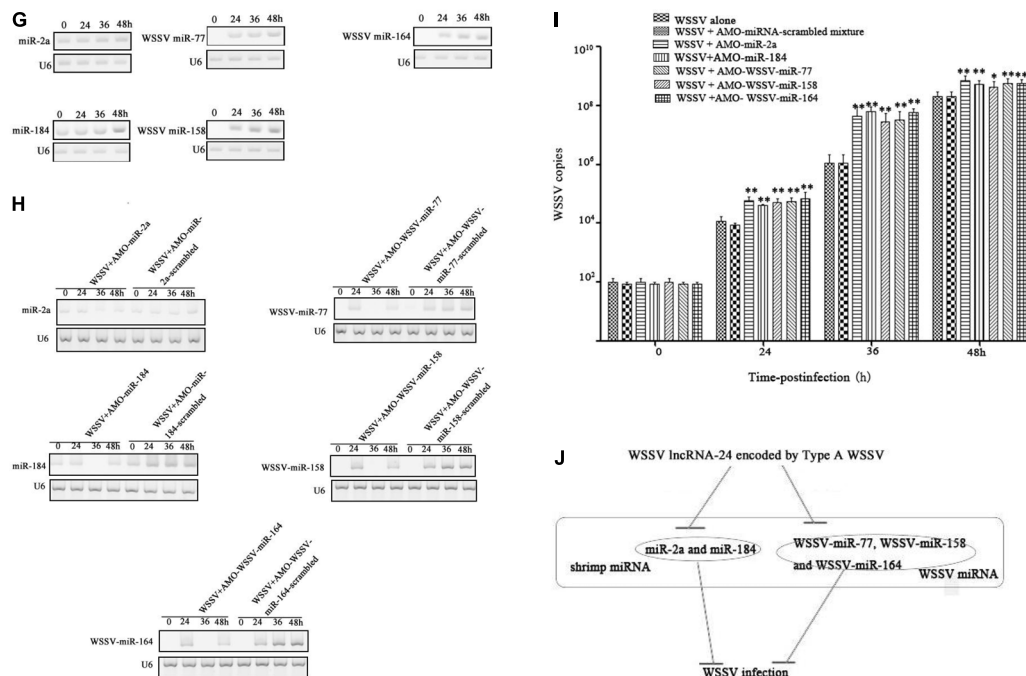 G
0 24 36 48h
miR-2a
U6
0 24 36 48h
WSSV miR-77
U6
0 24 36 48h
WSSV miR-164
U6
0 24 36 48h
miR-184
U6
0 24 36 48h
WSSV miR-158
U6
H
WSSV+AMO-miR-2a
WSSV+AMO-miR-
2a-scrambled
0 24 36 48h 0 24 36 48h
miR-2a
U6
WSSV+AMO-WSSV-miR-77
WSSV+AMO-WSSV-
miR-77-scrambled
0 24 36 48h 0 24 36 48h
WSSV-miR-77
U6
WSSV+AMO-miR-184
WSSV+AMO-miR-
184-scrambled
0 24 36 48h 0 24 36 48h
miR-184
U6
WSSV+AMO-WSSV-miR-158
WSSV+AMO-WSSV-
miR-158-scrambled
0 24 36 48h 0 24 36 48h
WSSV-miR-158
U6
WSSV+AMO-WSSV-miR-164
WSSV+AMO-WSSV-
miR-164-scrambled
0 24 36 48h 0 24 36 48h
WSSV-miR-164
U6
I
WSSV alone
WSSV + AMO-miRNA-scrambled mixture
WSSV + AMO-miR-2a
WSSV+AMO-miR-184
WSSV + AMO-WSSV-miR-77
WSSV +AMO-WSSV-miR-158
WSSV +AMO- WSSV-miR-164
WSSV copies
10^10
10^8
10^6
10^4
10^2
** ** ** ** **
** ** ** ** **
** ** * ** **
0 24 36 48h
Time-postinfection (h)
J
WSSV lncRNA-24 encoded by Type A WSSV
miR-2a and miR-184
shrimp miRNA
WSSV-miR-77, WSSV-miR-158
and WSSV-miR-164
WSSV miRNA
WSSV infection